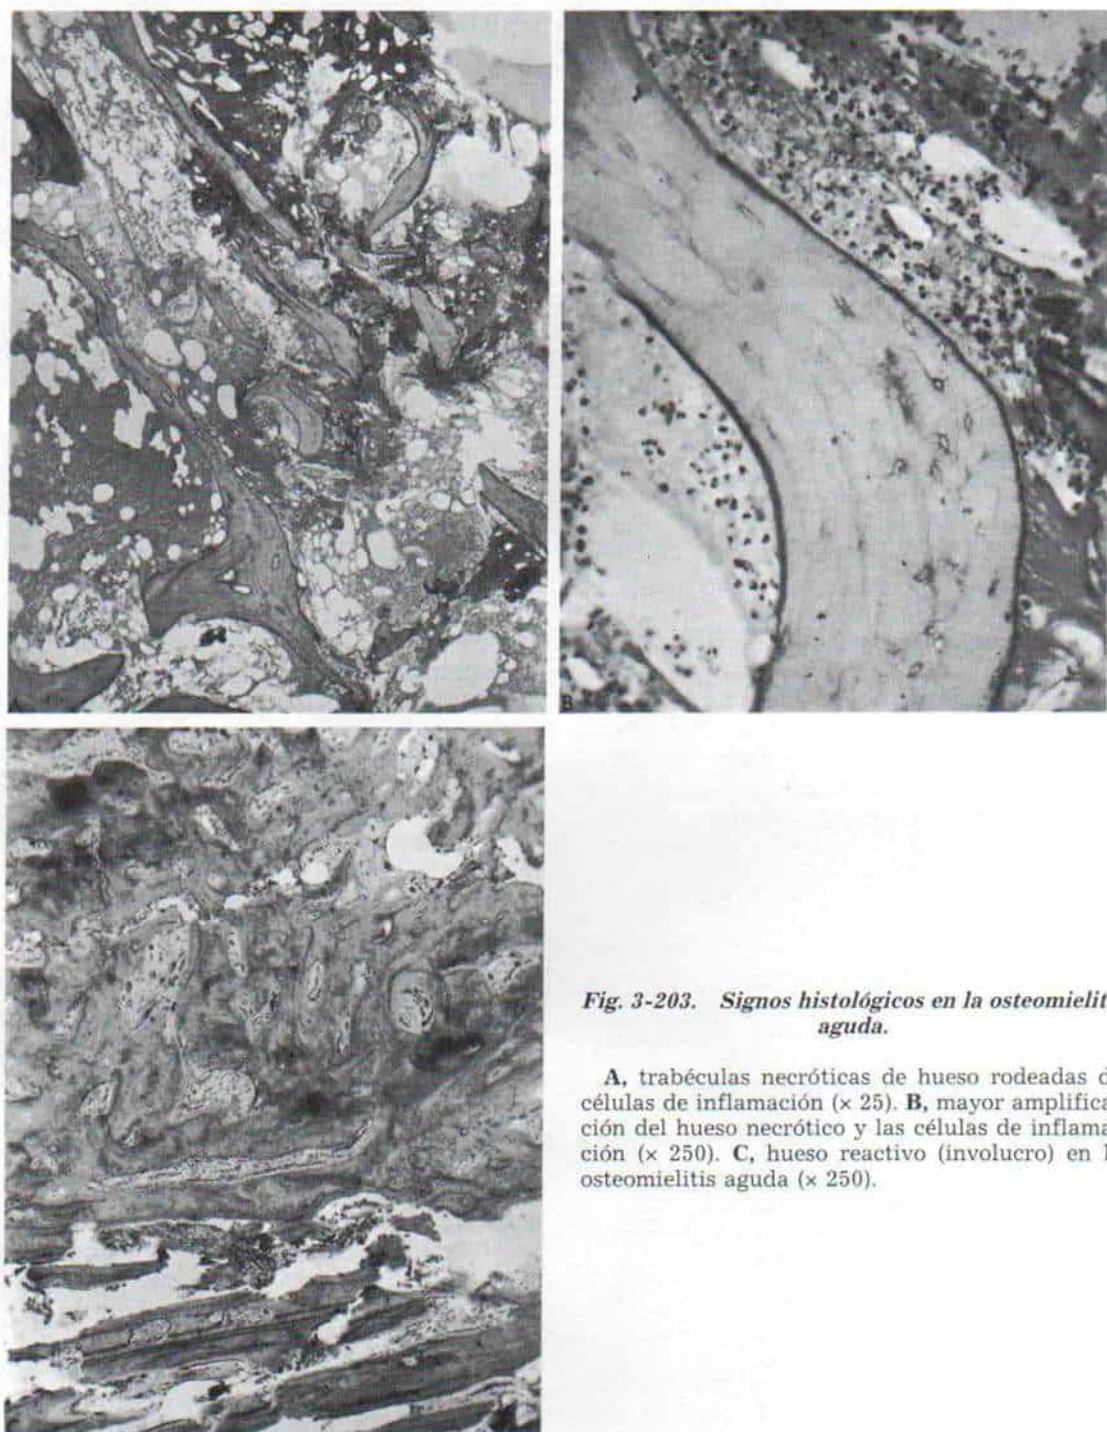 B
Fig. 3-203. Signos histológicos en la osteomielit
aguda.
A, trabéculas necróticas de hueso rodeadas d
células de inflamación (× 25). B, mayor amplifica
ción del hueso necrótico y las células de inflama
ción (× 250). C, hueso reactivo (involucro) en l
osteomielitis aguda (× 250).